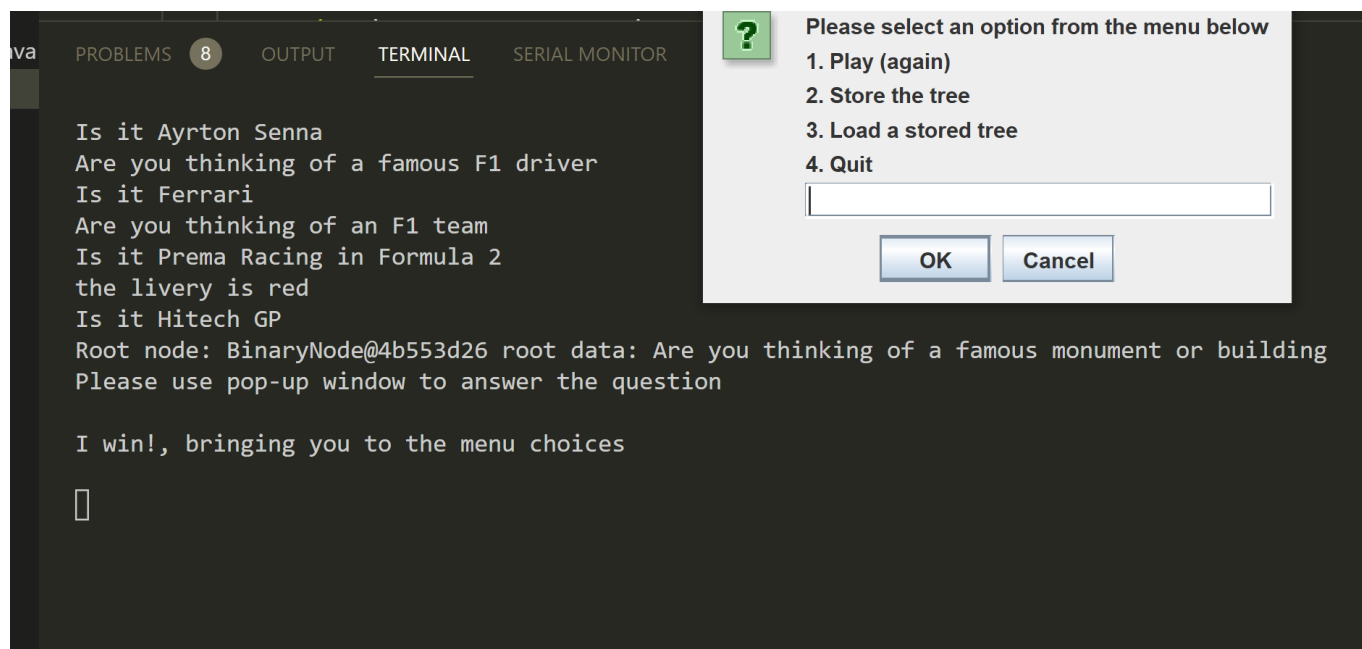 ava
PROBLEMS 8 OUTPUT TERMINAL SERIAL MONITOR
Is it Ayrton Senna
Are you thinking of a famous F1 driver
Is it Ferrari
Are you thinking of an F1 team
Is it Prema Racing in Formula 2
the livery is red
Is it Hitech GP
Root node: BinaryNode@4b553d26 root data: Are you thinking of a famous monument or building
Please use pop-up window to answer the question
I win!, bringing you to the menu choices
?
Please select an option from the menu below
1. Play (again)
2. Store the tree
3. Load a stored tree
4. Quit
OK Cancel